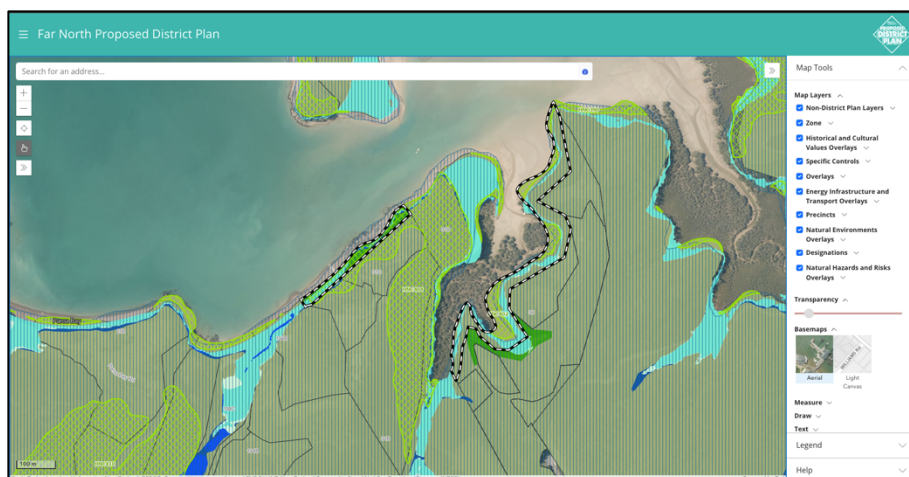 Far North Proposed District Plan
PROPOSED
DISTRICT
PLAN
Search for an address...
Map Tools
Map Layers
Non-District Plan Layers
Zone
Historical and Cultural
Values Overlays
Specific Controls
Overlays
Energy Infrastructure and
Transport Overlays
Precincts
Natural Environments
Overlays
Designations
Natural Hazards and Risks
Overlays
Transparency
Basemaps
WILLIAMS RD
Aerial
Light
Canvas
Measure
Draw
Text
Legend
Help
100 m